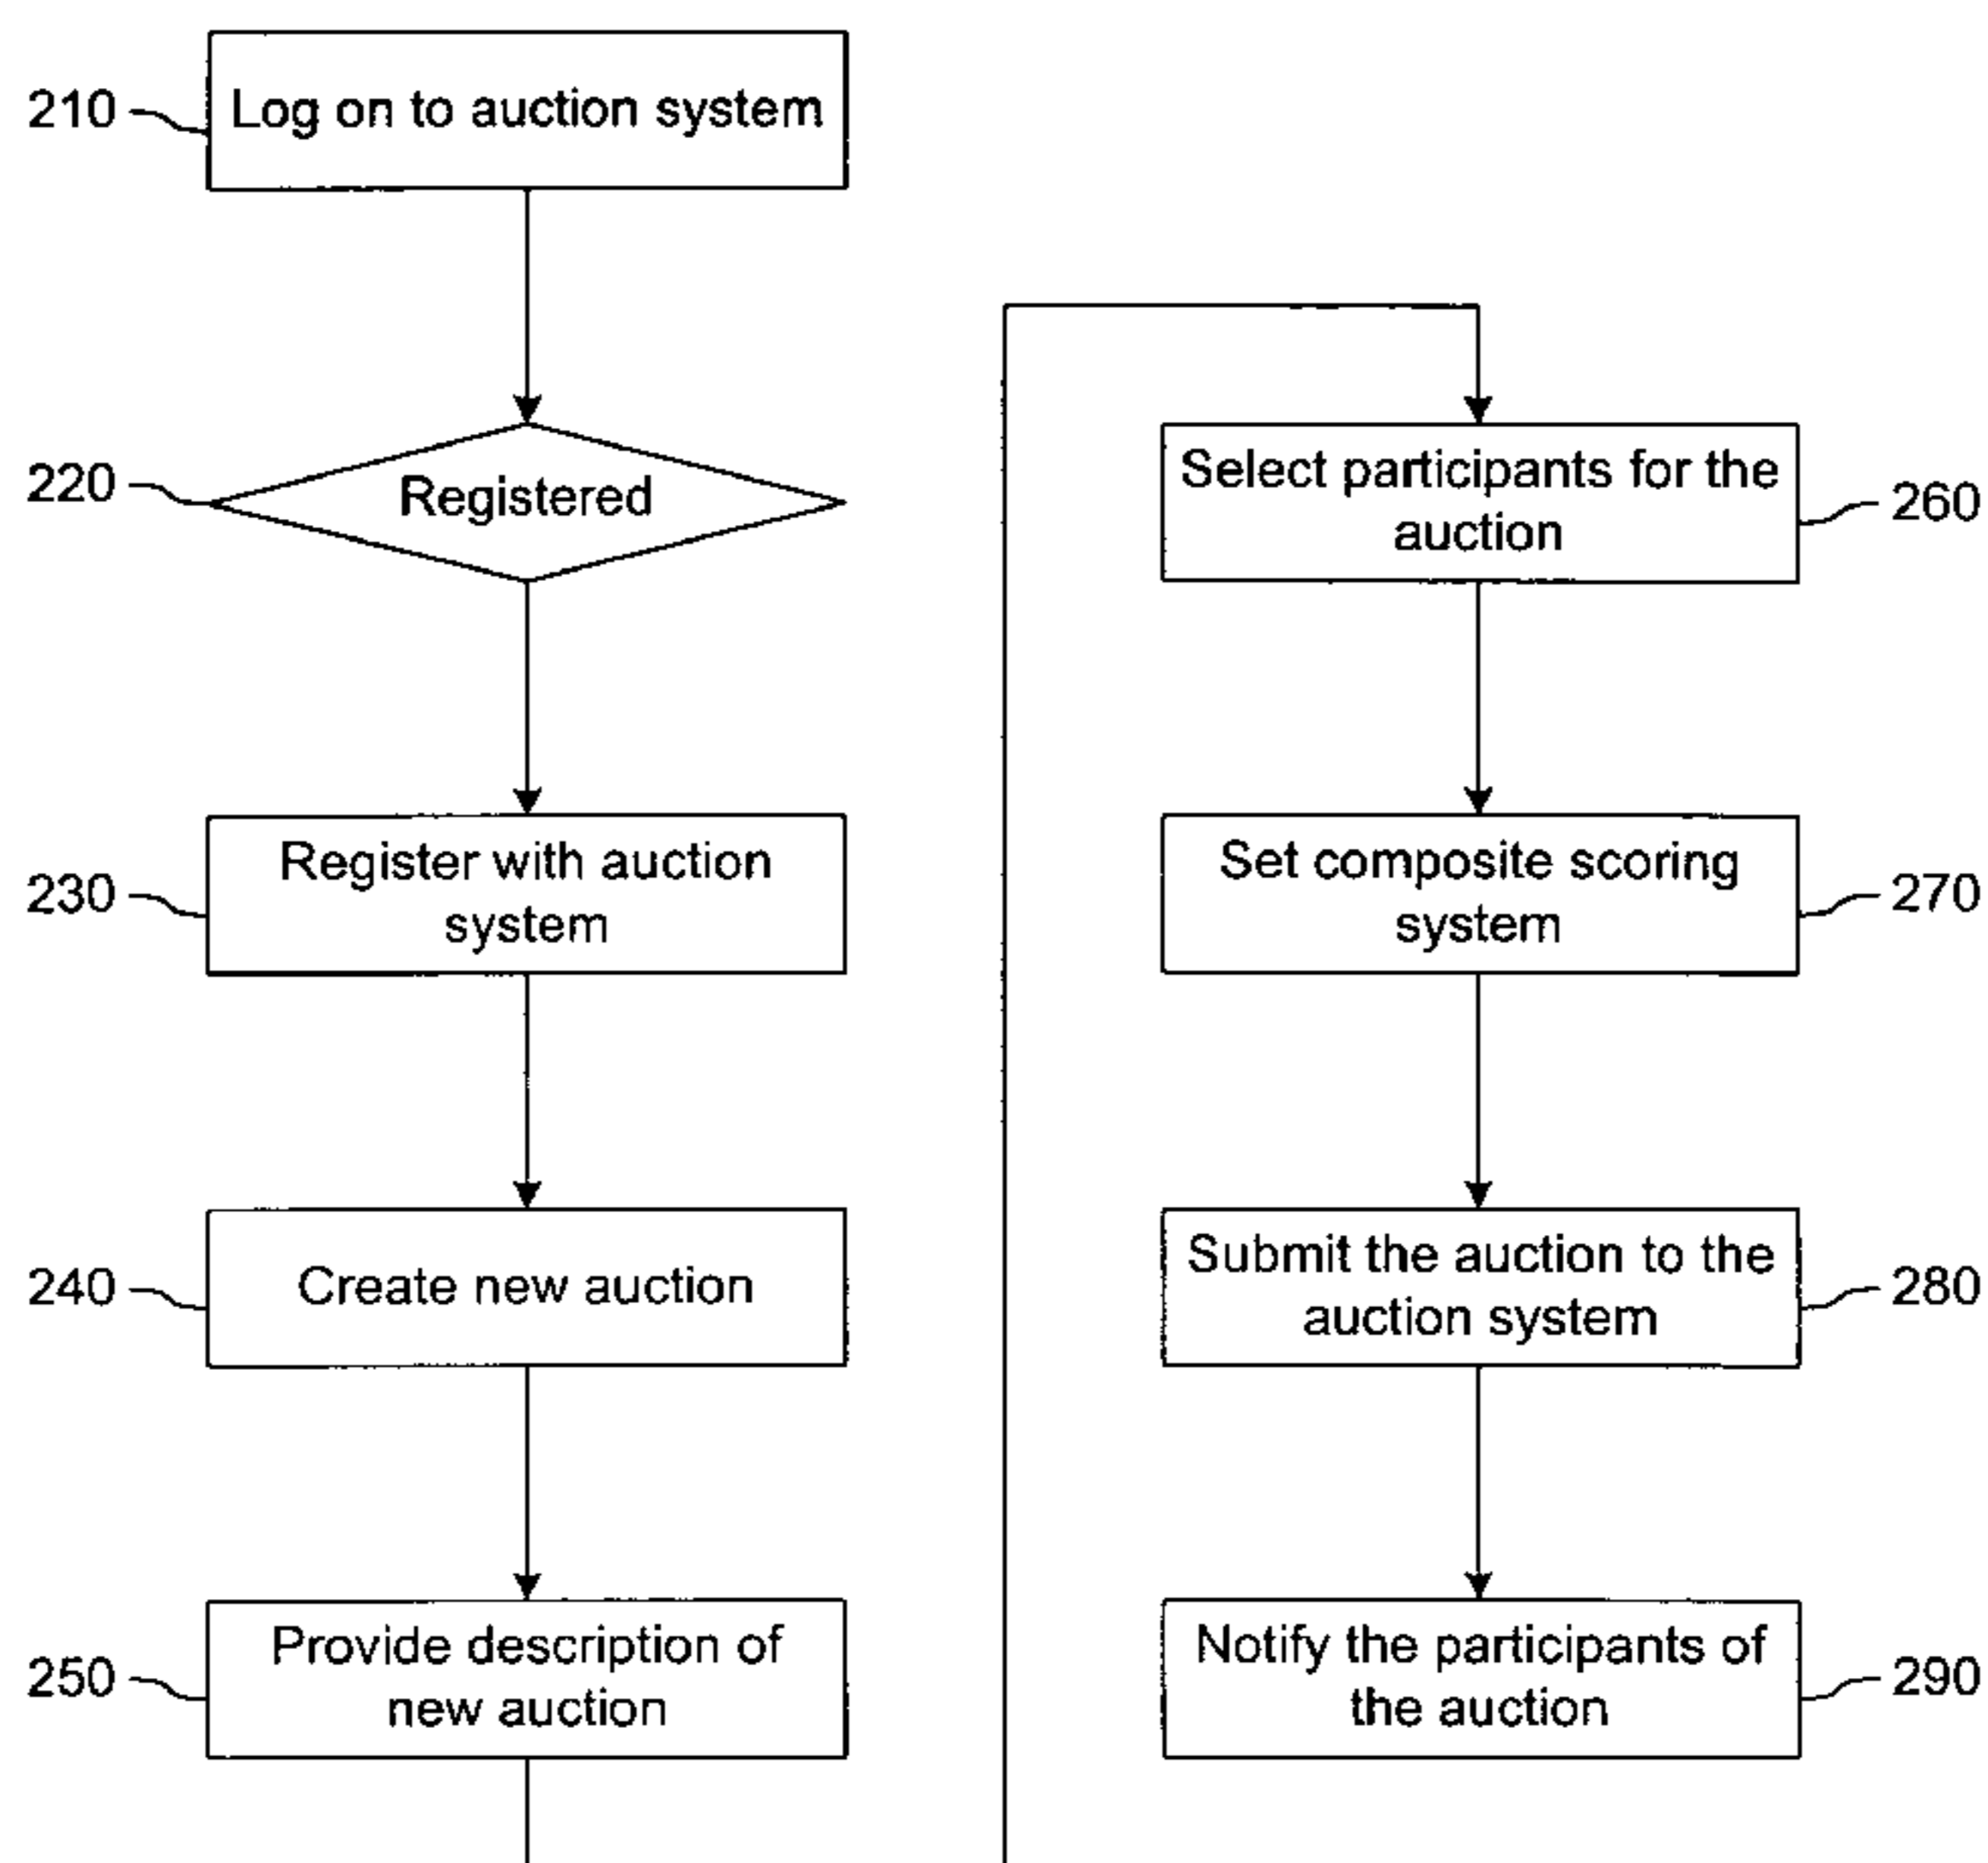 210
Log on to auction system
220
Registered
230
Register with auction
system
240
Create new auction
250
Provide description of
new auction
Select participants for the
auction
260
Set composite scoring
system
270
Submit the auction to the
auction system
280
Notify the participants of
the auction
290